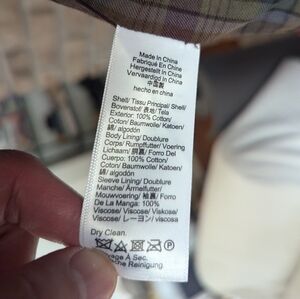 Made In China
Fabriqué En Chine
Hergestellt In China
Vervaardigd In China
中国製
hecho en china
Shell/ Tissu Principal/ Shell/
Bovenstof/ 表地/ Tela
Exterior: 100% Cotton/
Coton/ Baumwolle/ Katoen/
綿/ algodón
Body Lining/ Doublure
Corps/ Rumpffutter/ Voering
Lichaam/ 胴裏/ Forro Del
Cuerpo: 100% Cotton/
Coton/ Baumwolle/ Katoen/
綿/ algodón
Sleeve Lining/ Doublure
Manche/ Ärmelfutter/
Mouwvoering/ 袖裏/ Forro
De La Manga: 100%
Viscose/ Viscose/ Viskose/
Viscose/ レーヨン/ viscosa
Dry Clean.
A Sec.
Reinigung